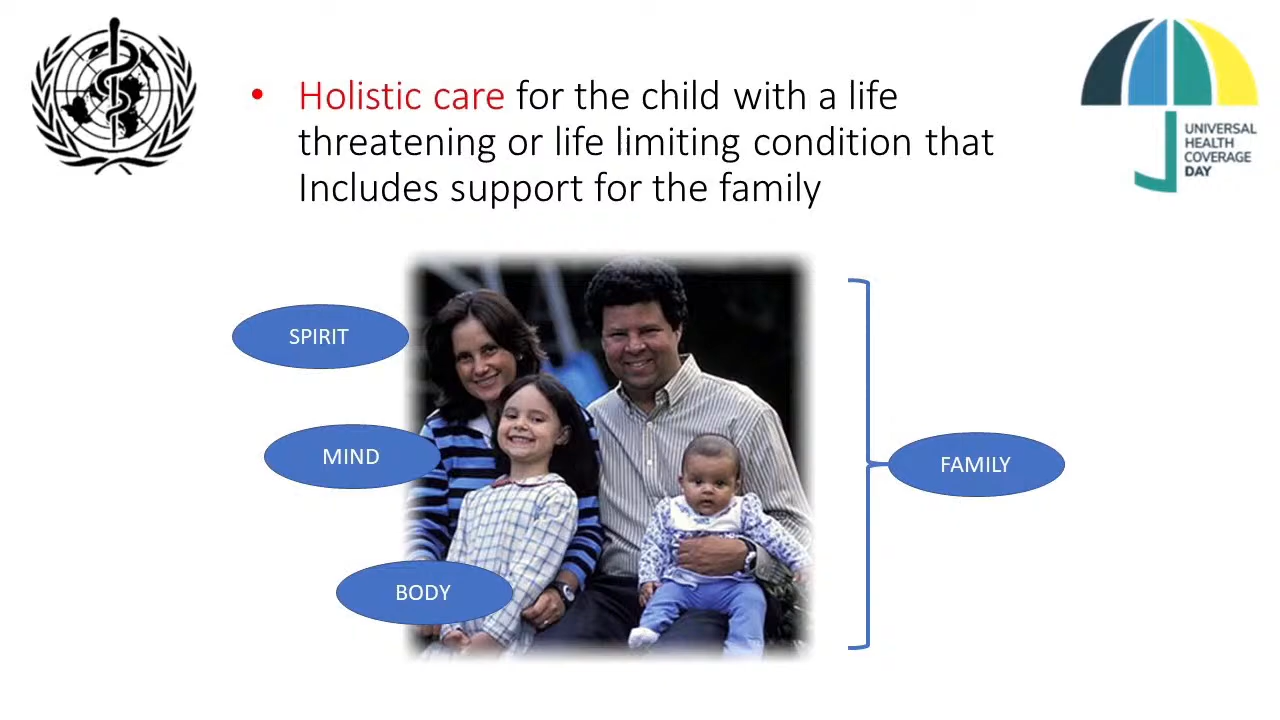 • Holistic care for the child with a life
threatening or life limiting condition that
Includes support for the family
UNIVERSAL
HEALTH
COVERAGE
DAY
SPIRIT
MIND
BODY
FAMILY